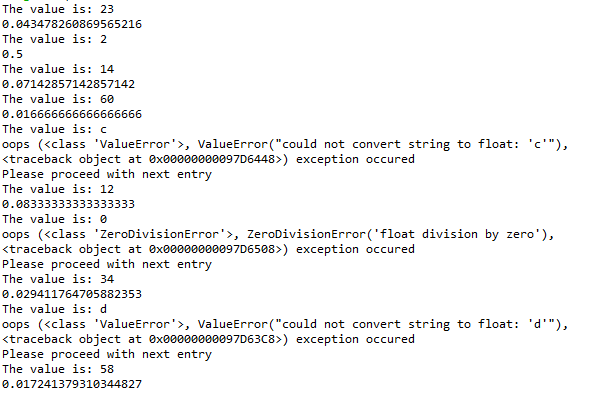 The value is: 23
0.043478260869565216
The value is: 2
0.5
The value is: 14
0.07142857142857142
The value is: 60
0.016666666666666666
The value is: c
oops (<class 'ValueError'>, ValueError("could not convert string to float: 'c'"),
<traceback object at 0x00000000097D6448>) exception occured
Please proceed with next entry
The value is: 12
0.08333333333333333
The value is: 0
oops (<class 'ZeroDivisionError'>, ZeroDivisionError('float division by zero'),
<traceback object at 0x00000000097D6508>) exception occured
Please proceed with next entry
The value is: 34
0.029411764705882353
The value is: d
oops (<class 'ValueError'>, ValueError("could not convert string to float: 'd'"),
<traceback object at 0x00000000097D63C8>) exception occured
Please proceed with next entry
The value is: 58
0.017241379310344827